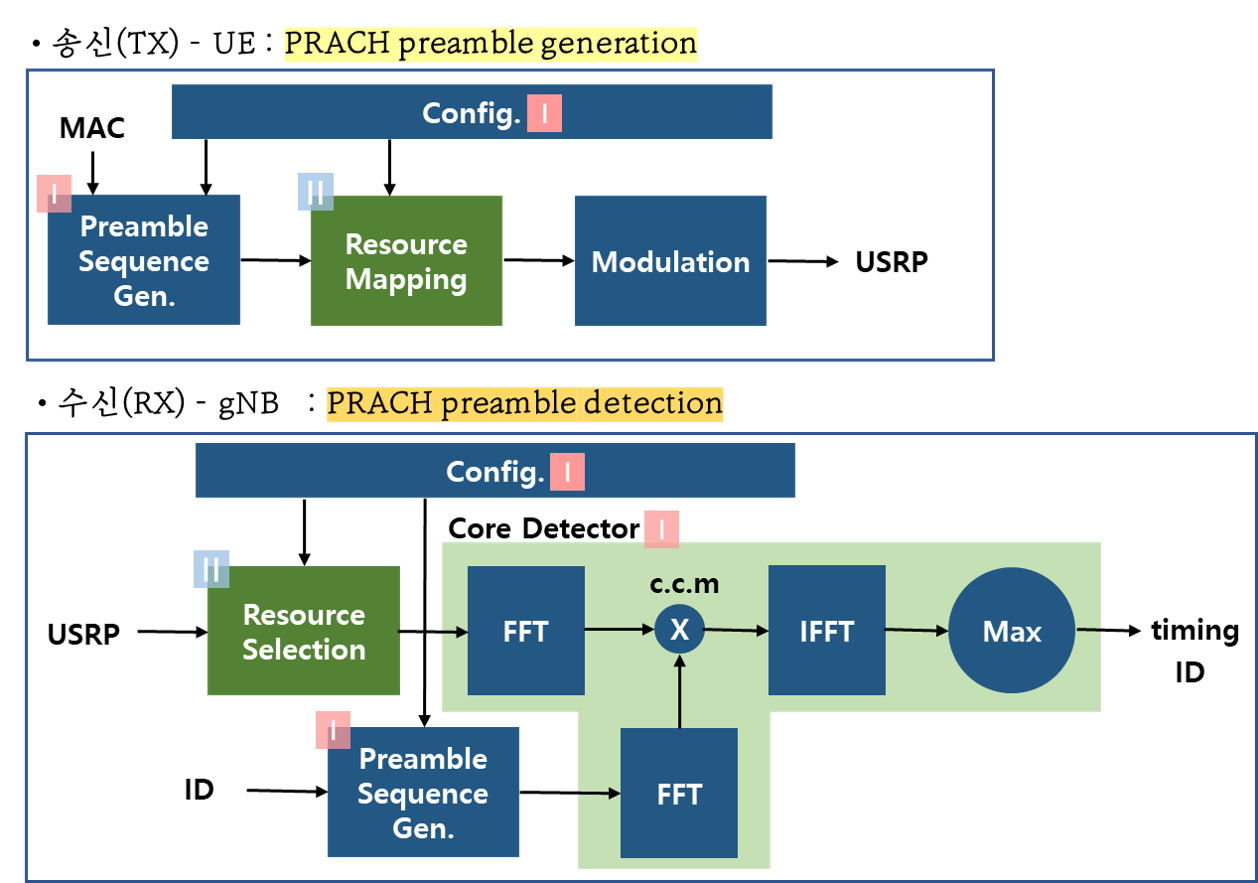 • 송신(TX) - UE : PRACH preamble generation
Config. I
MAC
I
Preamble
Sequence
Gen.
II
Resource
Mapping
Modulation
USRP
• 수신(RX) - gNB : PRACH preamble detection
Config. I
Core Detector I
II
USRP
Resource
Selection
FFT
c.c.m
X
IFFT
Max
timing
ID
I
ID
Preamble
Sequence
Gen.
FFT